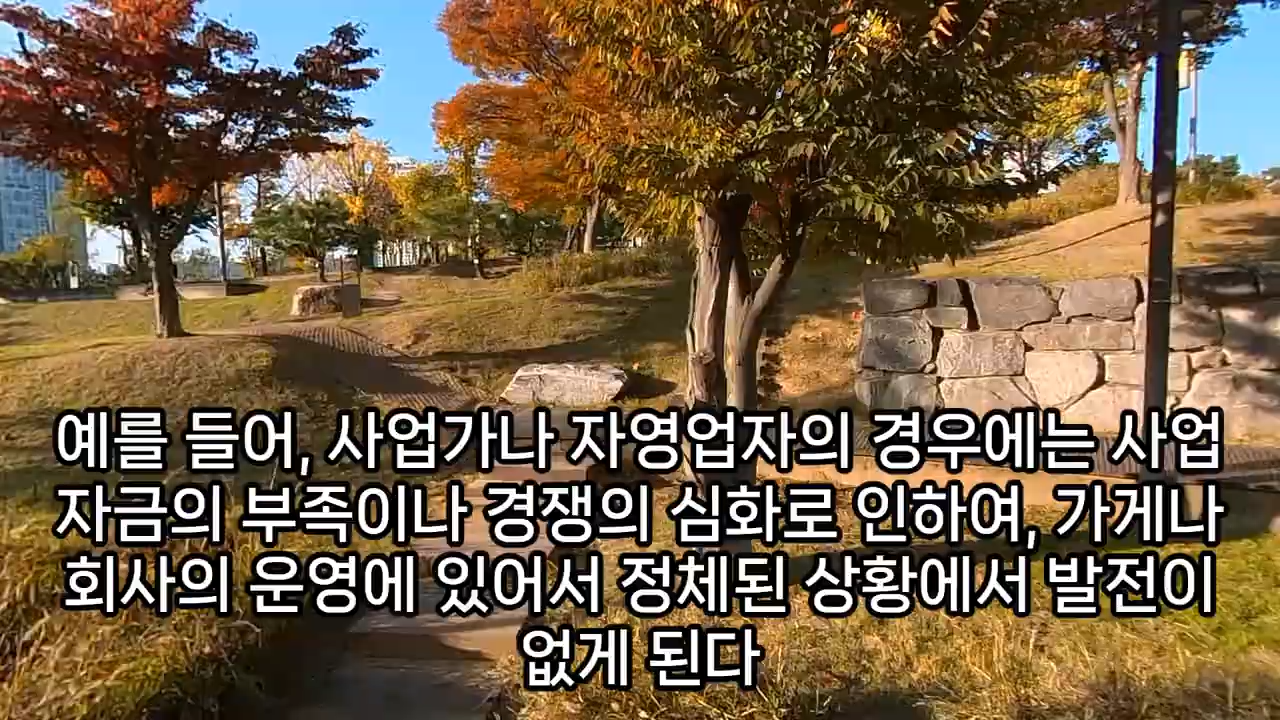 예를 들어, 사업가나 자영업자의 경우에는 사업
자금의 부족이나 경쟁의 심화로 인하여, 가게나
회사의 운영에 있어서 정체된 상황에서 발전이
없게 된다